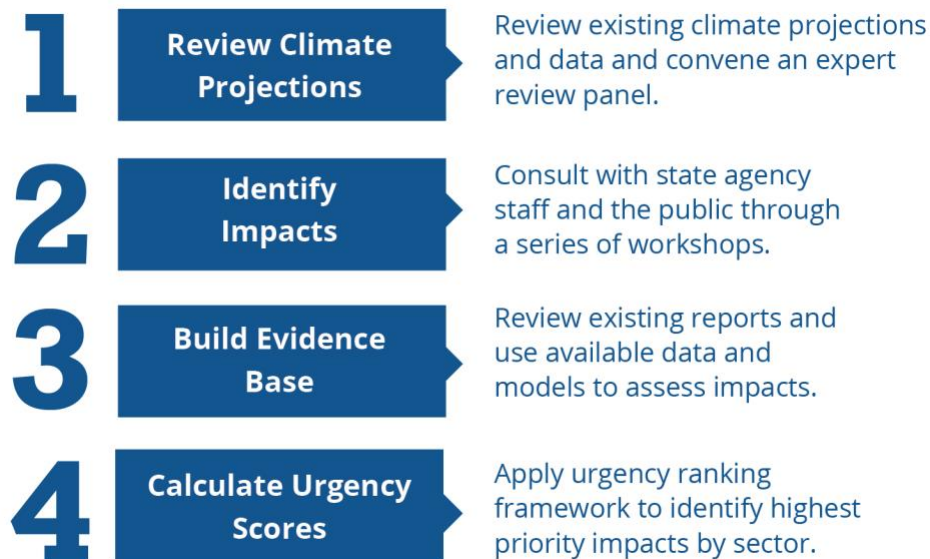 1
Review Climate
Projections
Review existing climate projections
and data and convene an expert
review panel.
2
Identify
Impacts
Consult with state agency
staff and the public through
a series of workshops.
3
Build Evidence
Base
Review existing reports and
use available data and
models to assess impacts.
4
Calculate Urgency
Scores
Apply urgency ranking
framework to identify highest
priority impacts by sector.